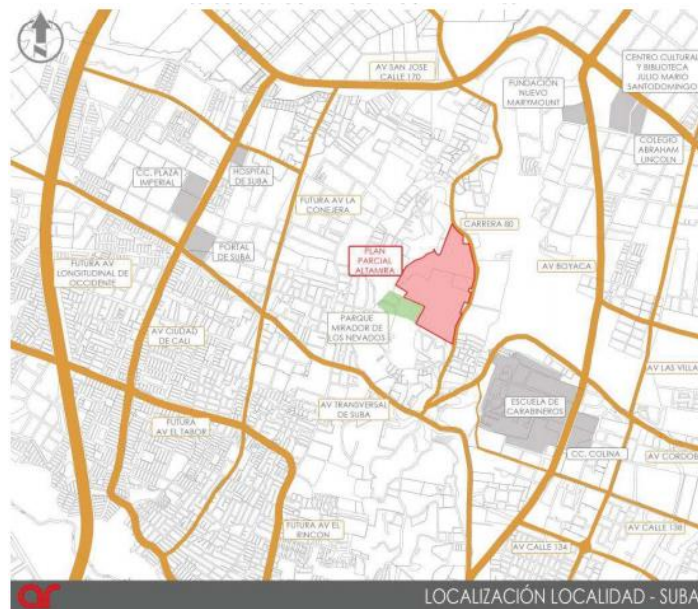 N
AV SAN JOSE
CALLE 170
CENTRO CULTURAL
Y BIBLIOTECA
JULIO MARIO
SANTODOMINGO
FUNDACIÓN
NUEVO
MARYMOUNT
COLEGIO
ABRAHAM
LINCOLN
CC. PLAZA
IMPERIAL
HOSPITAL
DE SUBA
FUTURA AV LA
CONEJERA
CARRERA 80
PLAN
PARCIAL
ALTAMIRA
PORTAL
DE SUBA
FUTURA AV
LONGITUDINAL DE
OCCIDENTE
AV BOYACA
PARQUE
MIRADOR DE
LOS NEVADOS
AV CIUDAD
DE CALI
AV LAS VILLA
AV TRANSVERSAL
DE SUBA
ESCUELA DE
CARABINEROS
FUTURA
AV EL TABOR
CC. COLINA
AV CORDOB
FUTURA AV EL
RINCON
AV CALLE 138
AV CALLE 134
LOCALIZACIÓN LOCALIDAD - SUBA